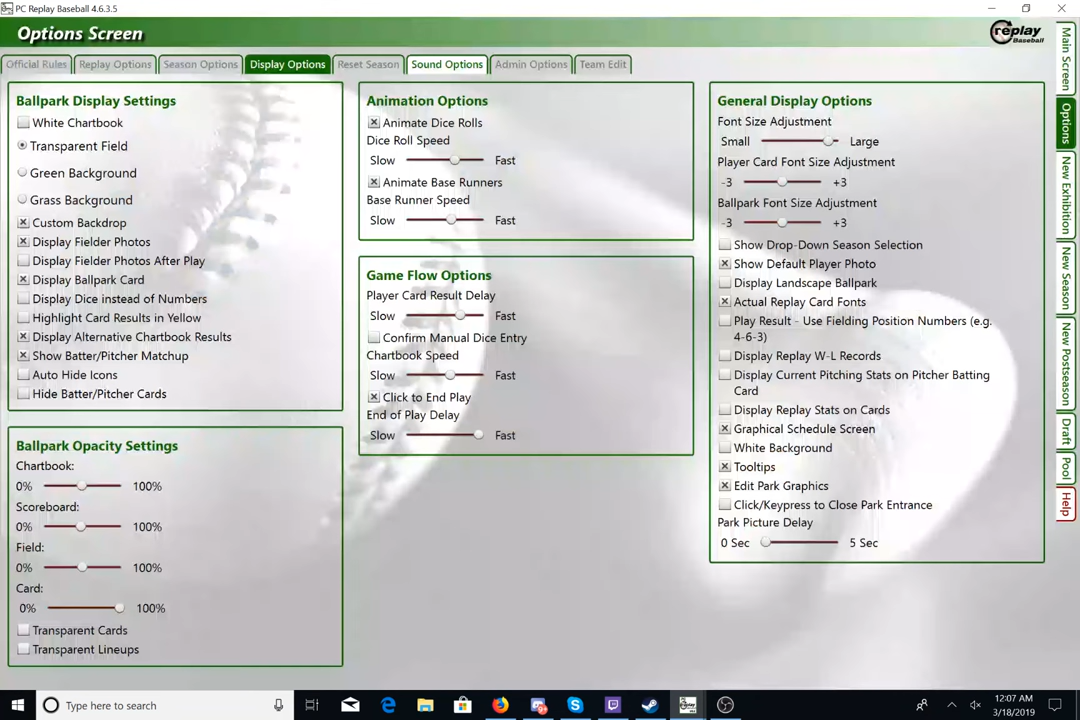 PC Replay Baseball 4.6.3.5
Options Screen
replay
Baseball
Official Rules
Replay Options
Season Options
Display Options
Reset Season
Sound Options
Admin Options
Team Edit
Ballpark Display Settings
White Chartbook
Transparent Field
Green Background
Grass Background
Custom Backdrop
Display Fielder Photos
Display Fielder Photos After Play
Display Ballpark Card
Display Dice instead of Numbers
Highlight Card Results in Yellow
Display Alternative Chartbook Results
Show Batter/Pitcher Matchup
Auto Hide Icons
Hide Batter/Pitcher Cards
Ballpark Opacity Settings
Chartbook:
0% 100%
Scoreboard:
0% 100%
Field:
0% 100%
Card:
0% 100%
Transparent Cards
Transparent Lineups
Animation Options
Animate Dice Rolls
Dice Roll Speed
Slow Fast
Animate Base Runners
Base Runner Speed
Slow Fast
Game Flow Options
Player Card Result Delay
Slow Fast
Confirm Manual Dice Entry
Chartbook Speed
Slow Fast
Click to End Play
End of Play Delay
Slow Fast
General Display Options
Font Size Adjustment
Small Large
Player Card Font Size Adjustment
-3 +3
Ballpark Font Size Adjustment
-3 +3
Show Drop-Down Season Selection
Show Default Player Photo
Display Landscape Ballpark
Actual Replay Card Fonts
Play Result - Use Fielding Position Numbers (e.g.
4-6-3)
Display Replay W-L Records
Display Current Pitching Stats on Pitcher Batting
Card
Display Replay Stats on Cards
Graphical Schedule Screen
White Background
Tooltips
Edit Park Graphics
Click/Keypress to Close Park Entrance
Park Picture Delay
0 Sec 5 Sec
Main Screen
Options
New Exhibition
New Season
New Postseason
Draft
Pool
Help
Type here to search
replay
12:07 AM
3/18/2019